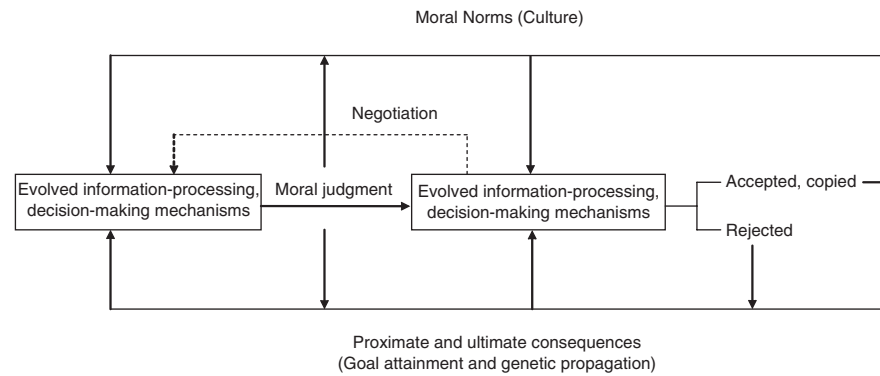 Moral Norms (Culture)
Negotiation
Evolved information-processing,
decision-making mechanisms
Moral judgment
Evolved information-processing,
decision-making mechanisms
Accepted, copied
Rejected
Proximate and ultimate consequences
(Goal attainment and genetic propagation)